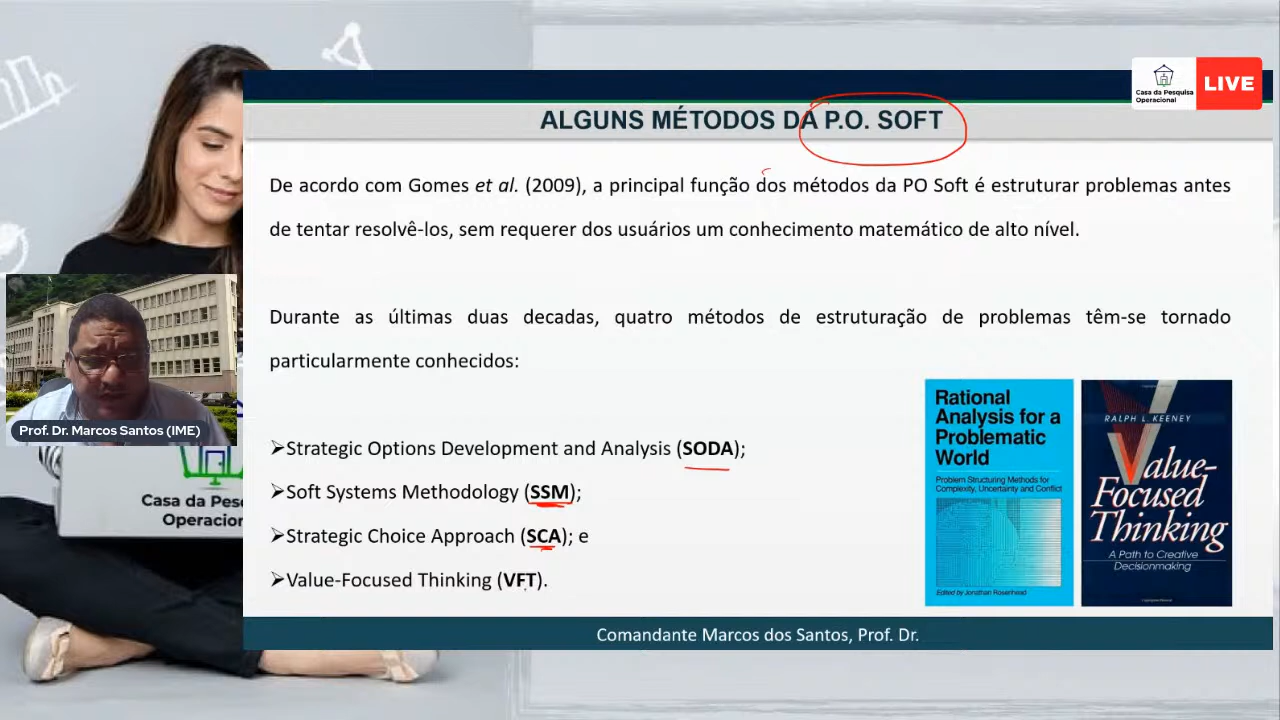 Casa da Pesquisa
Operacional
LIVE
ALGUNS MÉTODOS DA P.O. SOFT
De acordo com Gomes et al. (2009), a principal função dos métodos da PO Soft é estruturar problemas antes
de tentar resolvê-los, sem requerer dos usuários um conhecimento matemático de alto nível.
Durante as últimas duas decadas, quatro métodos de estruturação de problemas têm-se tornado
particularmente conhecidos:
➢Strategic Options Development and Analysis (SODA);
➢Soft Systems Methodology (SSM);
➢Strategic Choice Approach (SCA); e
➢Value-Focused Thinking (VFT).
Rational
Analysis for a
Problematic
World
Problem Structuring Methods for
Complexity, Uncertainty and Conflict
Edited by Jonathan Rosenhead
RALPH L. KEENEY
Value-
Focused
Thinking
A Path to Creative
Decisionmaking
Prof. Dr. Marcos Santos (IME)
Casa da Pesq
Operacional
Comandante Marcos dos Santos, Prof. Dr.